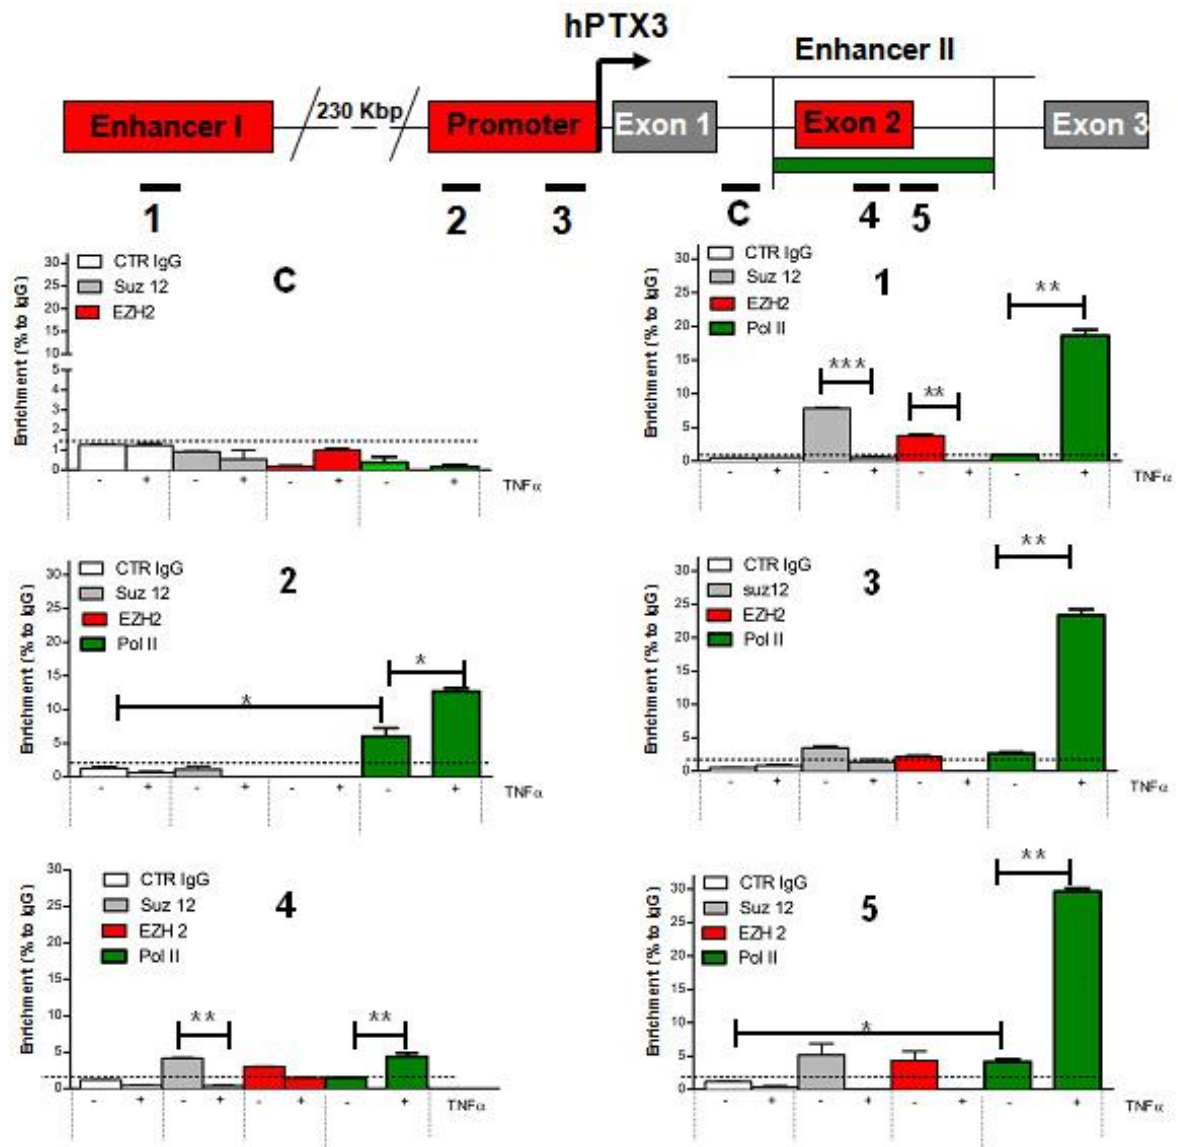 hPTX3
Enhancer II
Enhancer I
230 Kbp
Promoter
Exon 1
Exon 2
Exon 3
1
2
3
C
4
5
C
Enrichment (% to IgG)
30
25
20
15
10
5
4
3
2
1
0
CTR IgG
Suz 12
EZH2
- + - + - + - + TNFα
1
Enrichment (% to IgG)
30
25
20
15
10
5
0
CTR IgG
Suz 12
EZH2
Pol II
***
**
**
- + - + - + - + TNFα
2
Enrichment (% to IgG)
30
25
20
15
10
5
0
CTR IgG
Suz 12
EZH2
Pol II
*
*
- + - + - + - + TNFα
3
Enrichment (% to IgG)
30
25
20
15
10
5
0
CTR IgG
suz12
EZH2
Pol II
**
- + - + - + - + TNFα
4
Enrichment (% to IgG)
30
25
20
15
10
5
0
CTR IgG
Suz 12
EZH 2
Pol II
**
**
- + - + - + - + TNFα
5
Enrichment (% to IgG)
30
25
20
15
10
5
0
CTR IgG
Suz 12
EZH 2
Pol II
**
*
- + - + - + - + TNFα